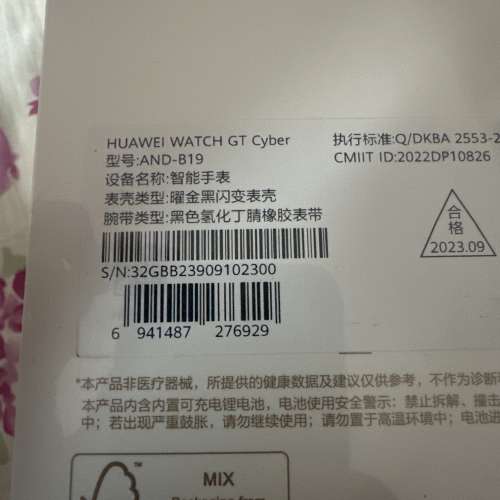 HUAWEI WATCH GT Cyber
型号:AND-B19
设备名称:智能手表
表壳类型:曜金黑闪变表壳
腕带类型:黑色氢化丁腈橡胶表带
执行标准:Q/DKBA 2553-2
CMIIT ID:2022DP10826
合
格
2023.09
S/N:32GBB23909102300
6 941487 276929
*本产品非医疗器械，所提供的健康数据及建议仅供参考，不作为诊断
本产品内含内置可充电锂电池，电池使用安全警示：禁止拆解、撞击
中；若出现严重鼓胀，请勿继续使用；请勿置于高温环境中；电池进
TM
MIX